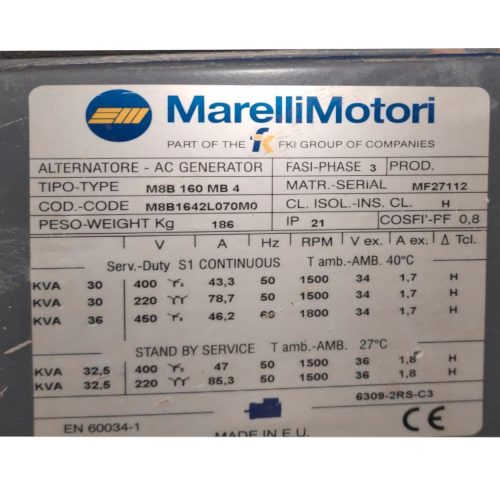 MarelliMotori
PART OF THE FKI GROUP OF COMPANIES
ALTERNATORE - AC GENERATOR FASI-PHASE 3 PROD.
TIPO-TYPE M8B 160 MB 4 MATR.-SERIAL MF27112
COD.-CODE M8B1642L070M0 CL. ISOL.-INS. CL. H
PESO-WEIGHT Kg 186 IP 21 COSFI'-PF 0,8
V A Hz RPM V ex. A ex. Δ Tcl.
Serv.-Duty S1 CONTINUOUS T amb.-AMB. 40°C
KVA 30 400 43,3 50 1500 34 1,7 H
KVA 30 220 78,7 50 1500 34 1,7 H
KVA 36 450 46,2 60 1800 34 1,7 H
STAND BY SERVICE T amb.-AMB. 27°C
KVA 32,5 400 47 50 1500 36 1,8 H
KVA 32,5 220 85,3 50 1500 36 1,8 H
6309-2RS-C3
EN 60034-1 MADE IN E.U. CE